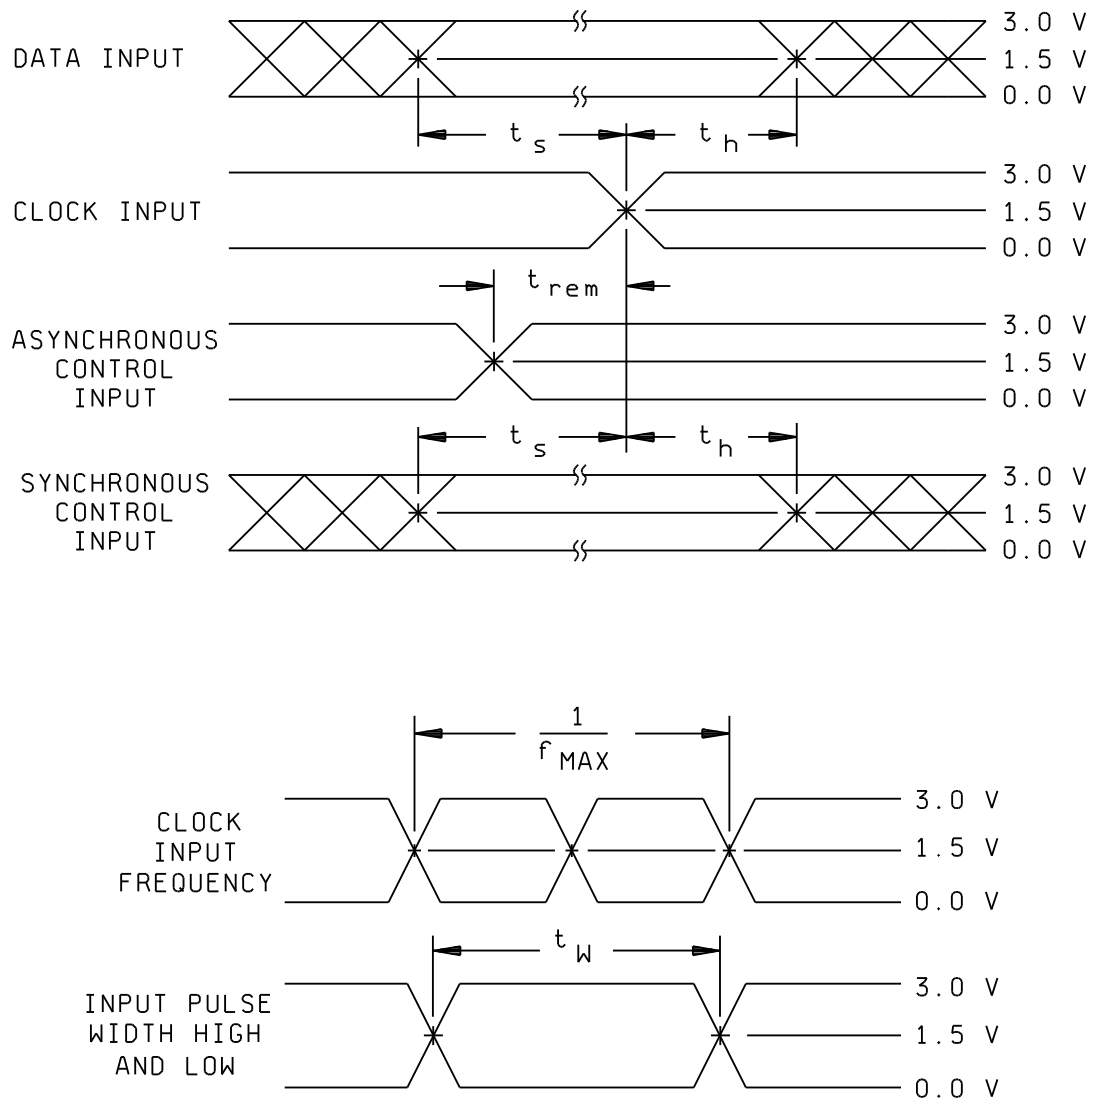 3.0 V
DATA INPUT 1.5 V
0.0 V
t s t h
3.0 V
CLOCK INPUT 1.5 V
0.0 V
t rem
3.0 V
ASYNCHRONOUS
CONTROL 1.5 V
INPUT 0.0 V
t s t h
SYNCHRONOUS 3.0 V
CONTROL 1.5 V
INPUT 0.0 V
1
f MAX
3.0 V
CLOCK
INPUT 1.5 V
FREQUENCY
0.0 V
t W
3.0 V
INPUT PULSE
WIDTH HIGH 1.5 V
AND LOW
0.0 V